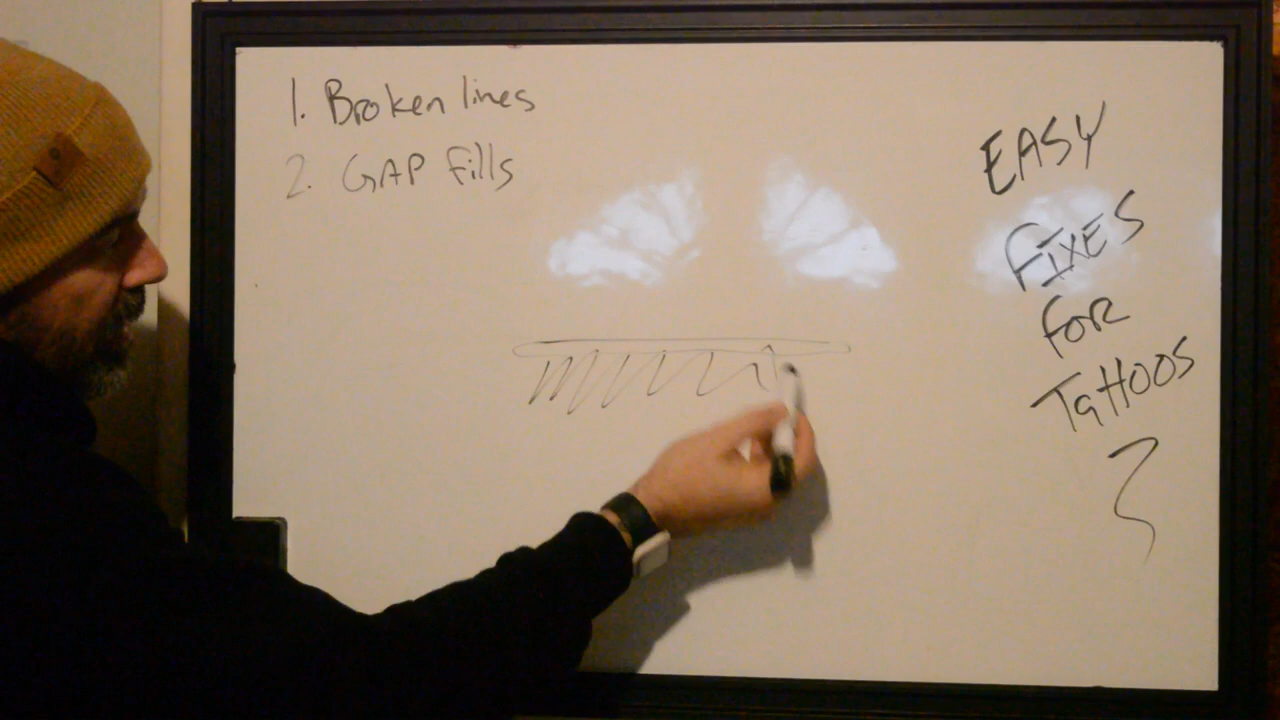 1. Broken lines
2. GAP fills
EASY
FIXES
FOR
TATTOOS